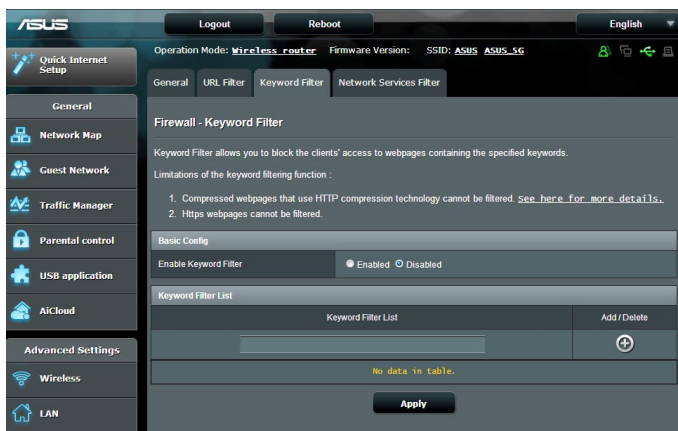 ASUS
Logout
Reboot
English
Quick Internet Setup
Operation Mode: Wireless router Firmware Version: SSID: ASUS ASUS_5G
General
URL Filter
Keyword Filter
Network Services Filter
General
Network Map
Guest Network
Traffic Manager
Parental control
USB application
AiCloud
Advanced Settings
Wireless
LAN
Firewall - Keyword Filter
Keyword Filter allows you to block the clients' access to webpages containing the specified keywords.
Limitations of the keyword filtering function :
1. Compressed webpages that use HTTP compression technology cannot be filtered. See here for more details.
2. Https webpages cannot be filtered.
Basic Config
Enable Keyword Filter
Enabled Disabled
Keyword Filter List
Keyword Filter List
Add / Delete
No data in table.
Apply